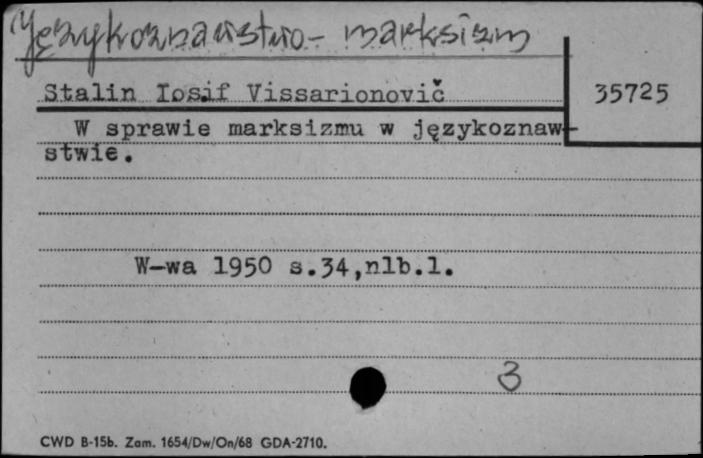 Językoznawstwo - marksizm
Stalin Iosif Vissarionovič
35725
W sprawie marksizmu w językoznaw-
stwie.
W-wa 1950 s.34,nlb.1.
3
CWD B-15b. Zam. 1654/Dw/On/68 GDA-2710.